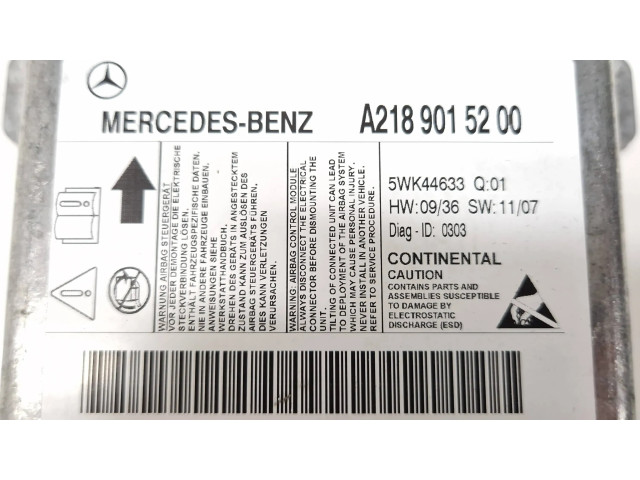 MERCEDES-BENZ
A218 901 52 00
5WK44633 Q:01
HW:09/36 SW:11/07
Diag - ID: 0303
CONTINENTAL
CAUTION
CONTAINS PARTS AND
ASSEMBLIES SUSCEPTIBLE
TO DAMAGE BY
ELECTROSTATIC
DISCHARGE (ESD)
WARNUNG AIRBAG STEUERGERÄT
VOR JEDER DEMONTAGE DIE ELEKTRISCHE
STECKVERBINDUNG LÖSEN.
ENTHÄLT FAHRZEUGSPEZIFISCHE DATEN.
NIE IN ANDERE FAHRZEUGE EINBAUEN.
ANWEISUNGEN SIEHE
WERKSTATTHANDBUCH.
DREHEN DES GERÄTS IN ANGESTECKTEM
ZUSTAND KANN ZUM AUSLÖSEN DES
AIRBAG STEUERGERÄTS FÜHREN.
DIES KANN VERLETZUNGEN
VERURSACHEN.
WARNING: AIRBAG CONTROL MODULE
ALWAYS DISCONNECT THE ELECTRICAL
CONNECTOR BEFORE DISMOUNTING THE
UNIT.
TILTING OF CONNECTED UNIT CAN LEAD
TO DEPLOYMENT OF THE AIRBAG SYSTEM
WHICH MAY CAUSE PERSONAL INJURY.
NEVER INSTALL IN ANOTHER VEHICLE.
REFER TO SERVICE PROCEDURE.